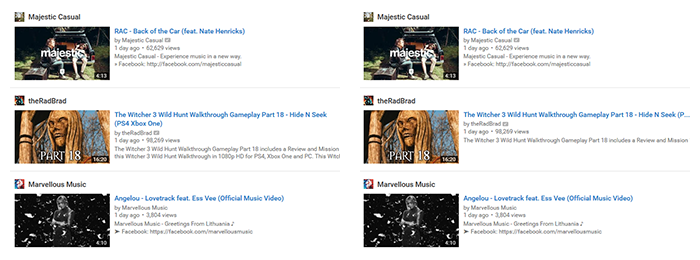 Majestic Casual
majestic
4:13
RAC - Back of the Car (feat. Nate Henricks)
by Majestic Casual
1 day ago • 62,629 views
Majestic Casual - Experience music in a new way.
» Facebook: http://facebook.com/majesticcasual
theRadBrad
PART 18
16:20
The Witcher 3 Wild Hunt Walkthrough Gameplay Part 18 - Hide N Seek
(PS4 Xbox One)
by theRadBrad
1 day ago • 98,269 views
The Witcher 3 Wild Hunt Walkthrough Gameplay Part 18 includes a Review and Mission
this Witcher 3 Wild Hunt Walkthrough in 1080p HD for PS4, Xbox One and PC. This Witcl
Marvellous Music
4:10
Angelou - Lovetrack feat. Ess Vee (Official Music Video)
by Marvellous Music
1 day ago • 3,804 views
Marvellous Music - Greetings From Lithuania ♪
➤ Facebook: https://facebook.com/marvellousmusic
Majestic Casual
majestic
4:13
RAC - Back of the Car (feat. Nate Henricks)
by Majestic Casual
1 day ago • 62,629 views
Majestic Casual - Experience music in a new way.
» Facebook: http://facebook.com/majesticcasual
theRadBrad
PART 18
16:20
The Witcher 3 Wild Hunt Walkthrough Gameplay Part 18 - Hide N Seek (P...
by theRadBrad
1 day ago • 98,269 views
The Witcher 3 Wild Hunt Walkthrough Gameplay Part 18 includes a Review and Mission
Marvellous Music
4:10
Angelou - Lovetrack feat. Ess Vee (Official Music Video)
by Marvellous Music
1 day ago • 3,804 views
Marvellous Music - Greetings From Lithuania ♪
➤ Facebook: https://facebook.com/marvellousmusic